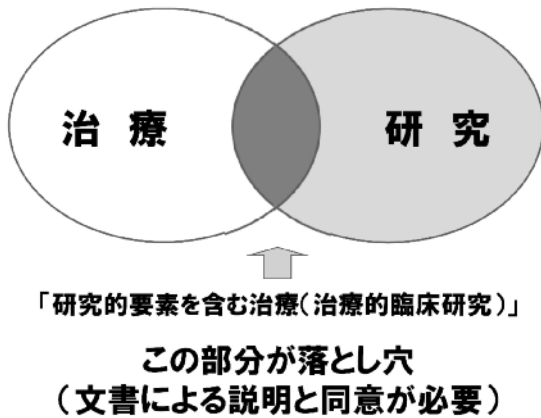 治 療 研 究
「研究的要素を含む治療(治療的臨床研究)」
この部分が落とし穴
(文書による説明と同意が必要)